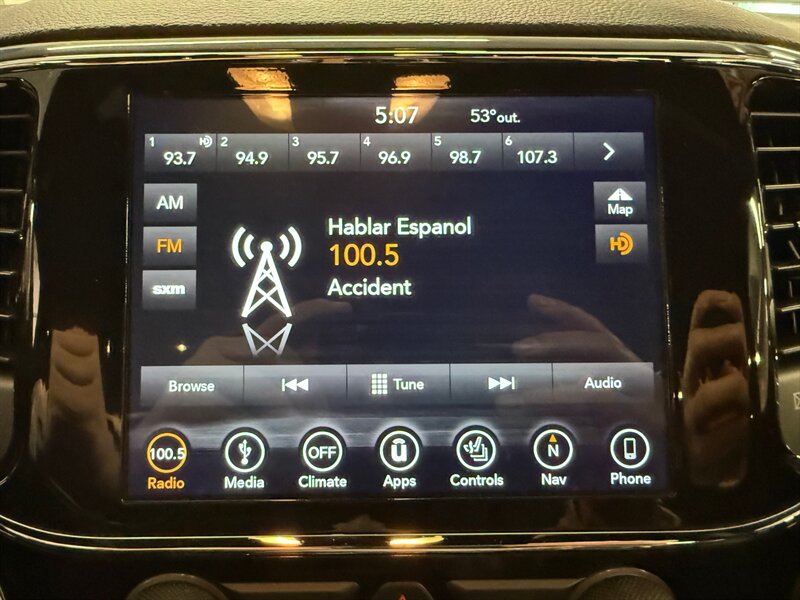 5:07 53°out.
1 93.7 HD 2 94.9 3 95.7 4 96.9 5 98.7 6 107.3
AM
Map
Hablar Espanol
FM
100.5
HD
sxm
Accident
Browse Tune Audio
100.5 OFF N
Radio Media Climate Apps Controls Nav Phone